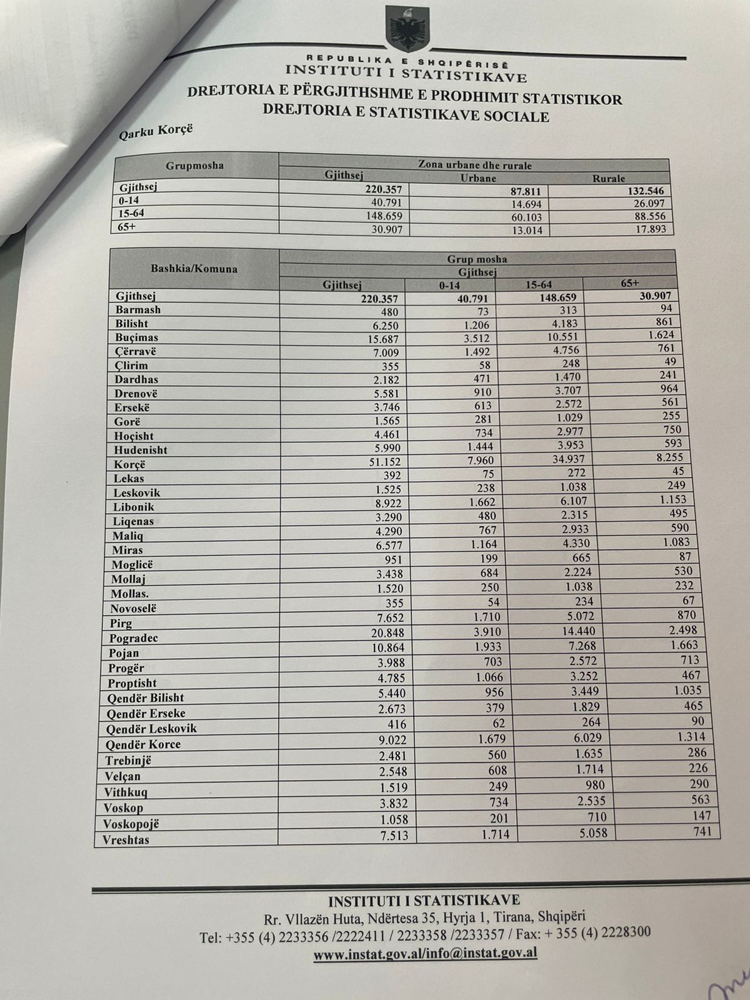 REPUBLIKA E SHQIPËRISË
INSTITUTI I STATISTIKAVE
DREJTORIA E PËRGJITHSHME E PRODHIMIT STATISTIKOR
DREJTORIA E STATISTIKAVE SOCIALE
Qarku Korçë
Grupmosha Zona urbane dhe rurale
Gjithsej Urbane Rurale
Gjithsej 220.357 87.811 132.546
0-14 40.791 14.694 26.097
15-64 148.659 60.103 88.556
65+ 30.907 13.014 17.893
Bashkia/Komuna Grup mosha
Gjithsej
Gjithsej 0-14 15-64 65+
Gjithsej 220.357 40.791 148.659 30.907
Barmash 480 73 313 94
Bilisht 6.250 1.206 4.183 861
Buçimas 15.687 3.512 10.551 1.624
Çërravë 7.009 1.492 4.756 761
Çlirim 355 58 248 49
Dardhas 2.182 471 1.470 241
Drenovë 5.581 910 3.707 964
Ersekë 3.746 613 2.572 561
Gorë 1.565 281 1.029 255
Hoçisht 4.461 734 2.977 750
Hudenisht 5.990 1.444 3.953 593
Korçë 51.152 7.960 34.937 8.255
Lekas 392 75 272 45
Leskovik 1.525 238 1.038 249
Libonik 8.922 1.662 6.107 1.153
Liqenas 3.290 480 2.315 495
Maliq 4.290 767 2.933 590
Miras 6.577 1.164 4.330 1.083
Moglicë 951 199 665 87
Mollaj 3.438 684 2.224 530
Mollas. 1.520 250 1.038 232
Novoselë 355 54 234 67
Pirg 7.652 1.710 5.072 870
Pogradec 20.848 3.910 14.440 2.498
Pojan 10.864 1.933 7.268 1.663
Progër 3.988 703 2.572 713
Proptisht 4.785 1.066 3.252 467
Qendër Bilisht 5.440 956 3.449 1.035
Qendër Erseke 2.673 379 1.829 465
Qendër Leskovik 416 62 264 90
Qendër Korce 9.022 1.679 6.029 1.314
Trebinjë 2.481 560 1.635 286
Velçan 2.548 608 1.714 226
Vithkuq 1.519 249 980 290
Voskop 3.832 734 2.535 563
Voskopojë 1.058 201 710 147
Vreshtas 7.513 1.714 5.058 741
INSTITUTI I STATISTIKAVE
Rr. Vllazën Huta, Ndërtesa 35, Hyrja 1, Tirana, Shqipëri
Tel: +355 (4) 2233356 /2222411 / 2233358 /2233357 / Fax: + 355 (4) 2228300
www.instat.gov.al/info@instat.gov.al